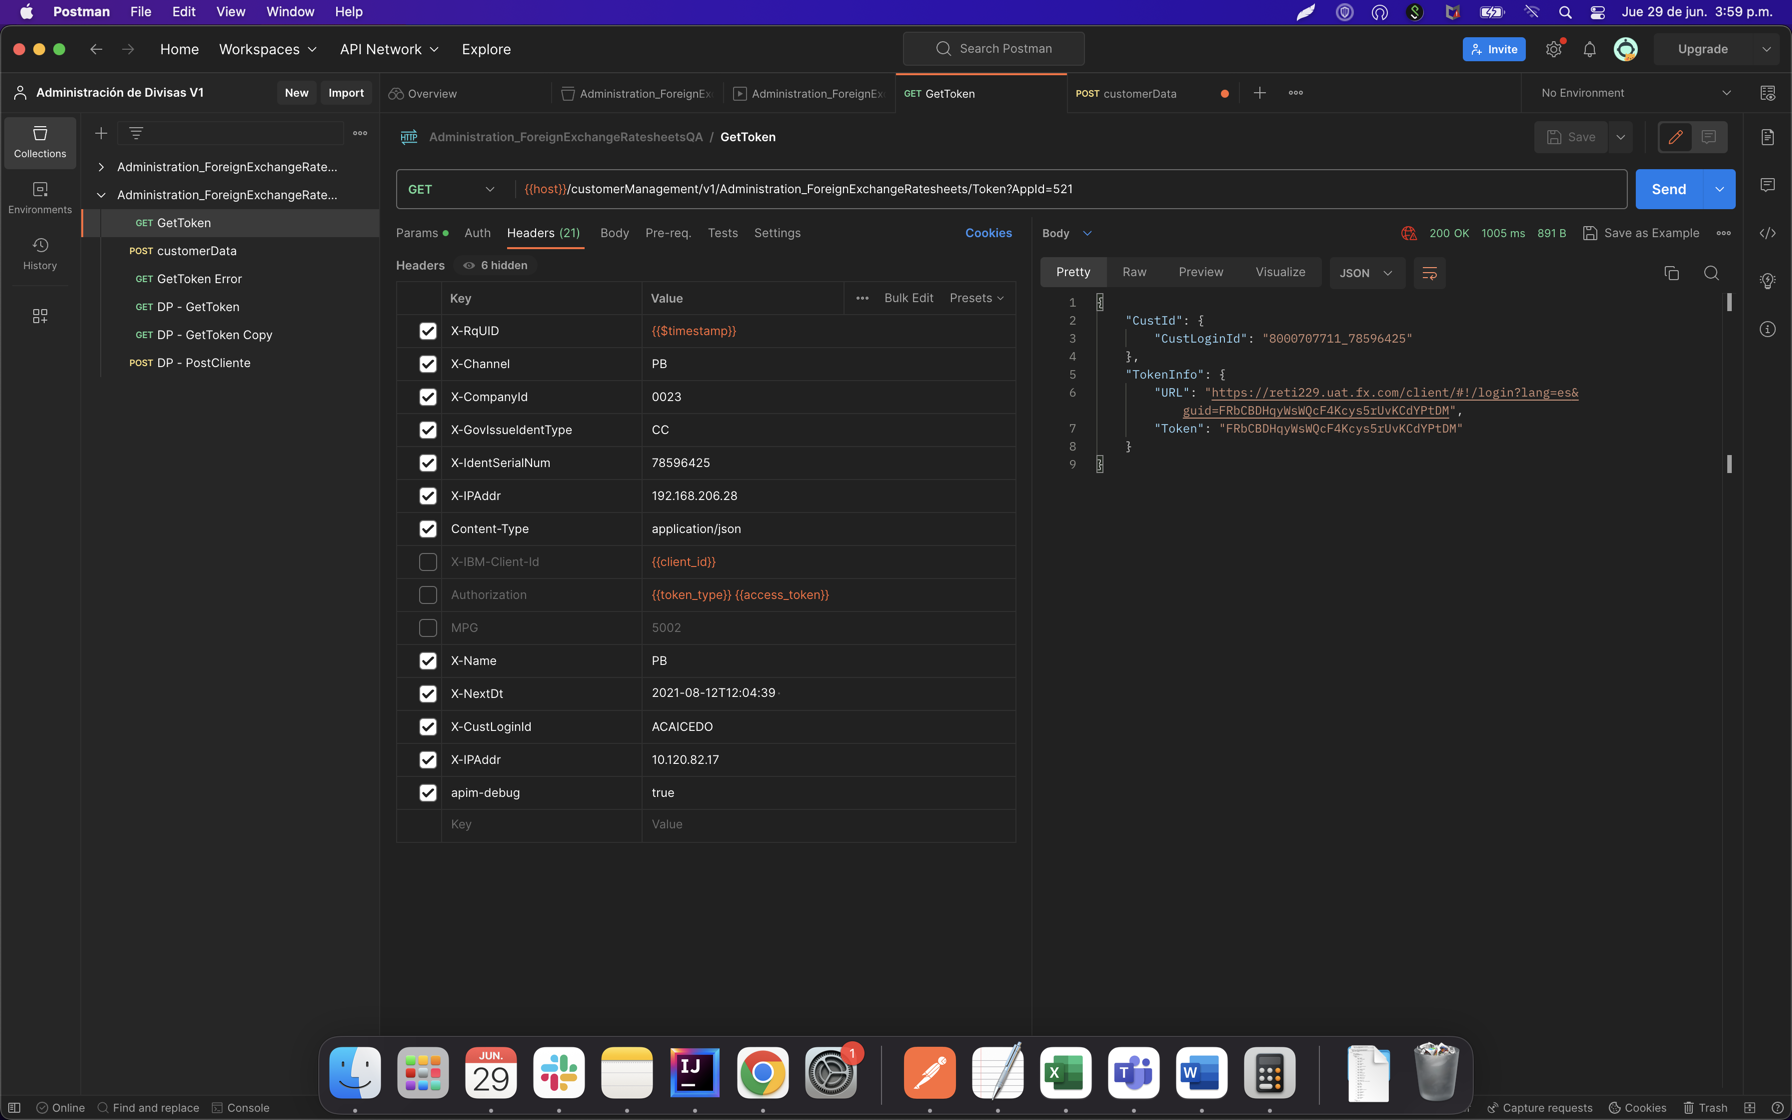 Postman File Edit View Window Help
Jue 29 de jun. 3:59 p.m.
Home Workspaces API Network Explore
Search Postman
Invite
Upgrade
Administración de Divisas V1
New Import
Overview
Administration_ForeignEx
Administration_ForeignEx
GET GetToken
POST customerData
No Environment
Collections
Environments
History
Administration_ForeignExchangeRate...
Administration_ForeignExchangeRate...
GET GetToken
POST customerData
GET GetToken Error
GET DP - GetToken
GET DP - GetToken Copy
POST DP - PostCliente
HTTP Administration_ForeignExchangeRatesheetsQA / GetToken
Save
GET {{host}}/customerManagement/v1/Administration_ForeignExchangeRatesheets/Token?AppId=521
Send
Params Auth Headers (21) Body Pre-req. Tests Settings
Cookies
Headers 6 hidden
Key Value Bulk Edit Presets
X-RqUID {{$timestamp}}
X-Channel PB
X-CompanyId 0023
X-GovIssueIdentType CC
X-IdentSerialNum 78596425
X-IPAddr 192.168.206.28
Content-Type application/json
X-IBM-Client-Id {{client_id}}
Authorization {{token_type}} {{access_token}}
MPG 5002
X-Name PB
X-NextDt 2021-08-12T12:04:39
X-CustLoginId ACAICEDO
X-IPAddr 10.120.82.17
apim-debug true
Key Value
Body
200 OK 1005 ms 891 B Save as Example
Pretty Raw Preview Visualize JSON
1 {
2 "CustId": {
3 "CustLoginId": "8000707711_78596425"
4 },
5 "TokenInfo": {
6 "URL": "https://reti229.uat.fx.com/client/#!/login?lang=es&
guid=FRbCBDHqyWsWQcF4Kcys5rUvKCdYPtDM",
7 "Token": "FRbCBDHqyWsWQcF4Kcys5rUvKCdYPtDM"
8 }
9 }
JUN.
29
IJ
1
X
T
W
Online Find and replace Console
Capture requests Cookies Trash